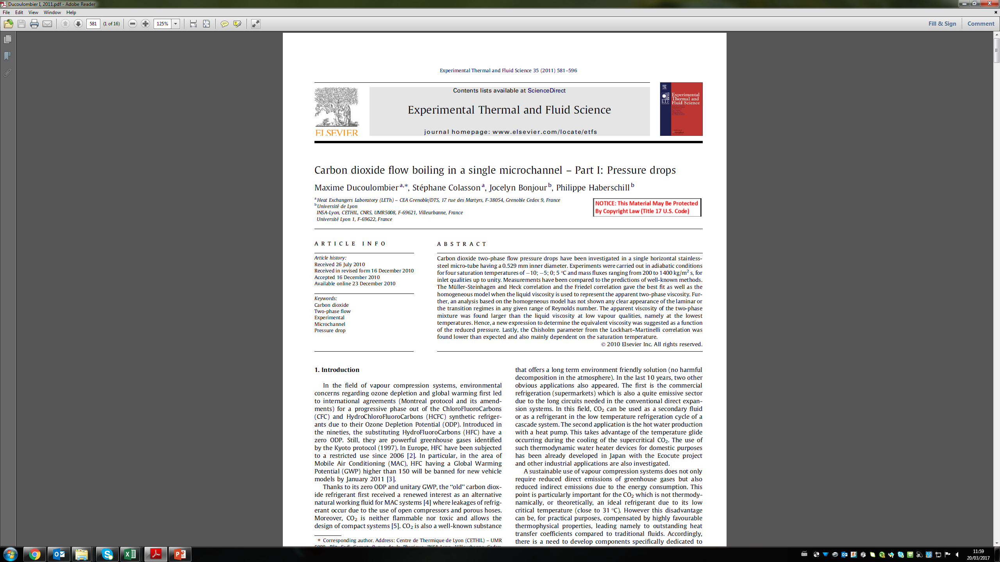 Ducoulombier I, 2011.pdf - Adobe Reader
File Edit View Window Help
581 (1 of 16) 125% Fill & Sign Comment
Experimental Thermal and Fluid Science 35 (2011) 581–596
ELSEVIER
Contents lists available at ScienceDirect
Experimental Thermal and Fluid Science
journal homepage: www.elsevier.com/locate/etfs
ETF
Experimental
Thermal and
Fluid Science
Carbon dioxide flow boiling in a single microchannel – Part I: Pressure drops
Maxime Ducoulombier a,*, Stéphane Colasson a, Jocelyn Bonjour b, Philippe Haberschill b
a Heat Exchangers Laboratory (LETh) – CEA Grenoble/DTS, 17 rue des Martyrs, F-38054, Grenoble Cedex 9, France
b Université de Lyon
INSA-Lyon, CETHIL, CNRS, UMR5008, F-69621, Villeurbanne, France
Université Lyon 1, F-69622, France
NOTICE: This Material May Be Protected
By Copyright Law (Title 17 U.S. Code)
ARTICLE INFO
Article history:
Received 26 July 2010
Received in revised form 16 December 2010
Accepted 16 December 2010
Available online 23 December 2010
Keywords:
Carbon dioxide
Two-phase flow
Experimental
Microchannel
Pressure drop
ABSTRACT
Carbon dioxide two-phase flow pressure drops have been investigated in a single horizontal stainless-
steel micro-tube having a 0.529 mm inner diameter. Experiments were carried out in adiabatic conditions
for four saturation temperatures of −10; −5; 0; 5 °C and mass fluxes ranging from 200 to 1400 kg/m² s, for
inlet qualities up to unity. Measurements have been compared to the predictions of well-known methods.
The Müller-Steinhagen and Heck correlation and the Friedel correlation gave the best fit as well as the
homogeneous model when the liquid viscosity is used to represent the apparent two-phase viscosity. Fur-
ther, an analysis based on the homogeneous model has not shown any clear appearance of the laminar or
the transition regimes in any given range of Reynolds number. The apparent viscosity of the two-phase
mixture was found larger than the liquid viscosity at low vapour qualities, namely at the lowest
temperatures. Hence, a new expression to determine the equivalent viscosity was suggested as a function
of the reduced pressure. Lastly, the Chisholm parameter from the Lockhart–Martinelli correlation was
found lower than expected and also mainly dependent on the saturation temperature.
© 2010 Elsevier Inc. All rights reserved.
1. Introduction
In the field of vapour compression systems, environmental
concerns regarding ozone depletion and global warming first led
to international agreements (Montreal protocol and its amend-
ments) for a progressive phase out of the ChloroFluoroCarbons
(CFC) and HydroChloroFluoroCarbons (HCFC) synthetic refriger-
ants due to their Ozone Depletion Potential (ODP). Introduced in
the nineties, the substituting HydroFluoroCarbons (HFC) have a
zero ODP. Still, they are powerful greenhouse gases identified
by the Kyoto protocol (1997). In Europe, HFC have been subjected
to a restricted use since 2006 [2]. In particular, in the area of
Mobile Air Conditioning (MAC), HFC having a Global Warming
Potential (GWP) higher than 150 will be banned for new vehicle
models by January 2011 [3].
Thanks to its zero ODP and unitary GWP, the “old” carbon diox-
ide refrigerant first received a renewed interest as an alternative
natural working fluid for MAC systems [4] where leakages of refrig-
erant occur due to the use of open compressors and porous hoses.
Moreover, CO2 is neither flammable nor toxic and allows the
design of compact systems [5]. CO2 is also a well-known substance
* Corresponding author. Address: Centre de Thermique de Lyon (CETHIL) – UMR
that offers a long term environment friendly solution (no harmful
decomposition in the atmosphere). In the last 10 years, two other
obvious applications also appeared. The first is the commercial
refrigeration (supermarkets) which is also a quite emissive sector
due to the long circuits needed in the conventional direct expan-
sion systems. In this field, CO2 can be used as a secondary fluid
or as a refrigerant in the low temperature refrigeration cycle of a
cascade system. The second application is the hot water production
with a heat pump. This takes advantage of the temperature glide
occurring during the cooling of the supercritical CO2. The use of
such thermodynamic water heater devices for domestic purposes
has been already developed in Japan with the Ecocute project
and other industrial applications are also investigated.
A sustainable use of vapour compression systems does not only
require reduced direct emissions of greenhouse gases but also
reduced indirect emissions due to the energy consumption. This
point is particularly important for the CO2 which is not thermody-
namically, or theoretically, an ideal refrigerant due to its low
critical temperature (close to 31 °C). However this disadvantage
can be, for practical purposes, compensated by highly favourable
thermophysical properties, leading namely to outstanding heat
transfer coefficients compared to traditional fluids. Accordingly,
there is a need to develop components specifically dedicated to
11:59
20/03/2017